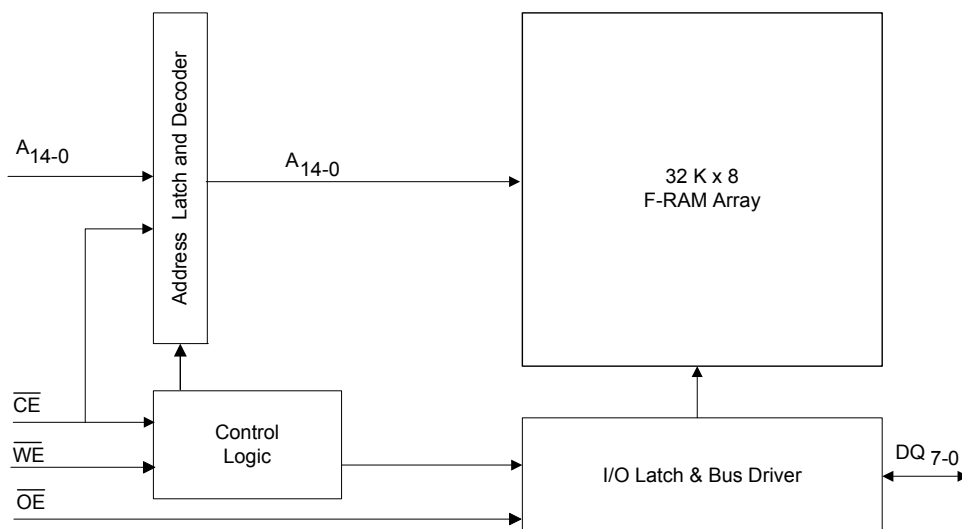 Address Latch and Decoder
A14-0
A14-0
32 K x 8
F-RAM Array
CE
WE
OE
Control
Logic
I/O Latch & Bus Driver
DQ 7-0